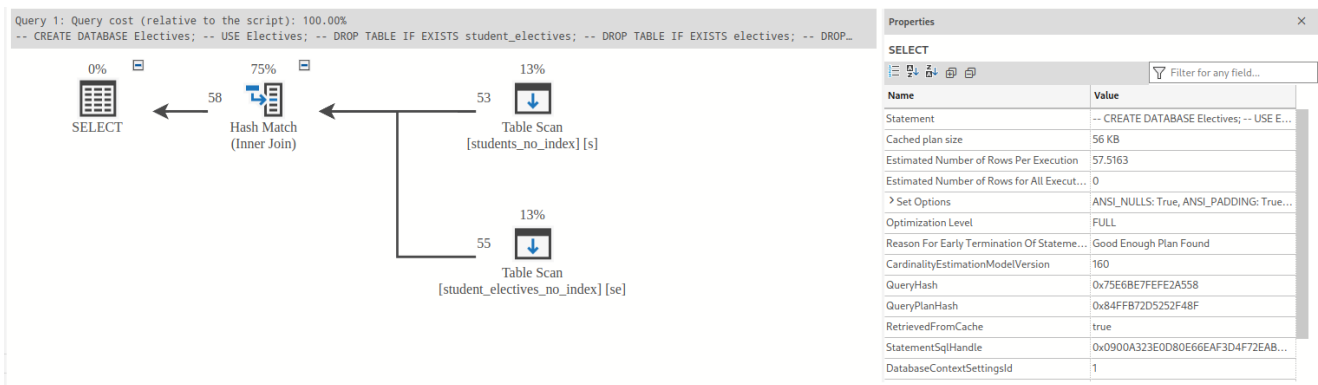 Query 1: Query cost (relative to the script): 100.00%
-- CREATE DATABASE Electives; -- USE Electives; -- DROP TABLE IF EXISTS student_electives; -- DROP TABLE IF EXISTS electives; -- DROP…
0%
SELECT
58
75%
Hash Match
(Inner Join)
13%
53
Table Scan
[students_no_index] [s]
13%
55
Table Scan
[student_electives_no_index] [se]
Properties
SELECT
Filter for any field...
Name Value
Statement -- CREATE DATABASE Electives; -- USE E...
Cached plan size 56 KB
Estimated Number of Rows Per Execution 57.5163
Estimated Number of Rows for All Execut... 0
Set Options ANSI_NULLS: True, ANSI_PADDING: True...
Optimization Level FULL
Reason For Early Termination Of Stateme... Good Enough Plan Found
CardinalityEstimationModelVersion 160
QueryHash 0x75E6BE7FEFE2A558
QueryPlanHash 0x84FFB72D5252F48F
RetrievedFromCache true
StatementSqlHandle 0x0900A323E0D80E66EAF3D4F72EAB...
DatabaseContextSettingsId 1